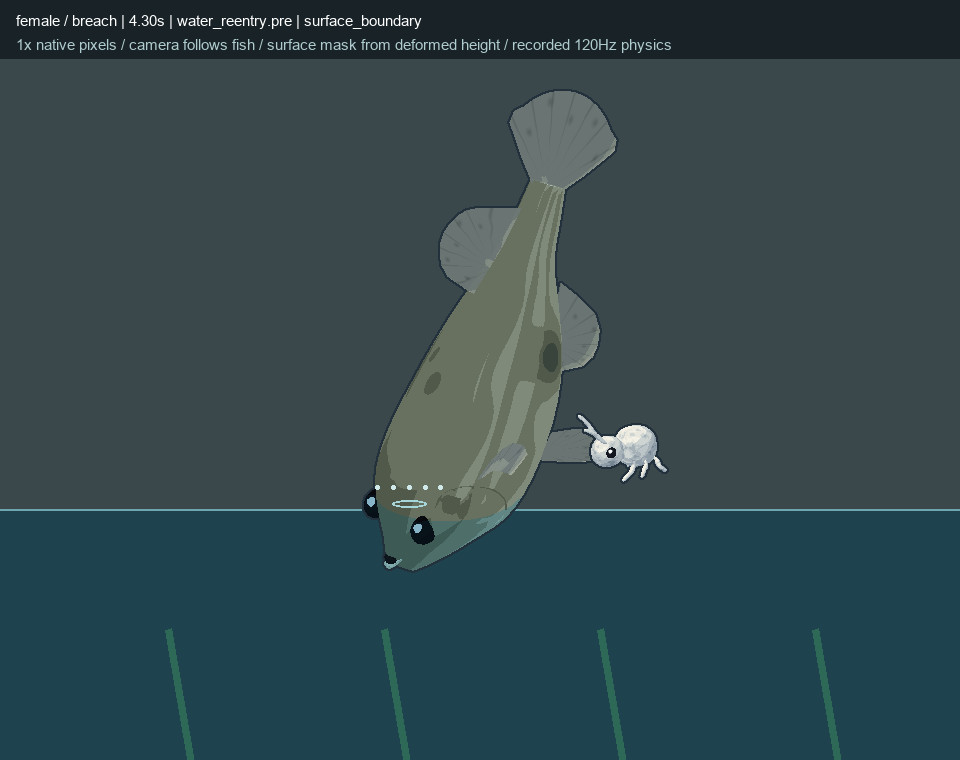 female / breach | 4.30s | water_reentry.pre | surface_boundary
1x native pixels / camera follows fish / surface mask from deformed height / recorded 120Hz physics